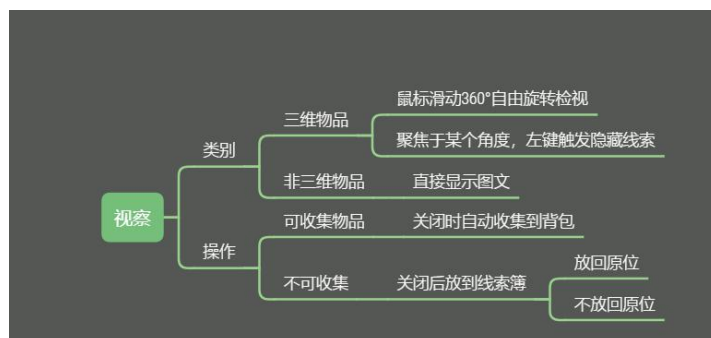 视察
类别
三维物品
鼠标滑动360°自由旋转检视
聚焦于某个角度，左键触发隐藏线索
非三维物品
直接显示图文
操作
可收集物品
关闭时自动收集到背包
不可收集
关闭后放到线索簿
放回原位
不放回原位